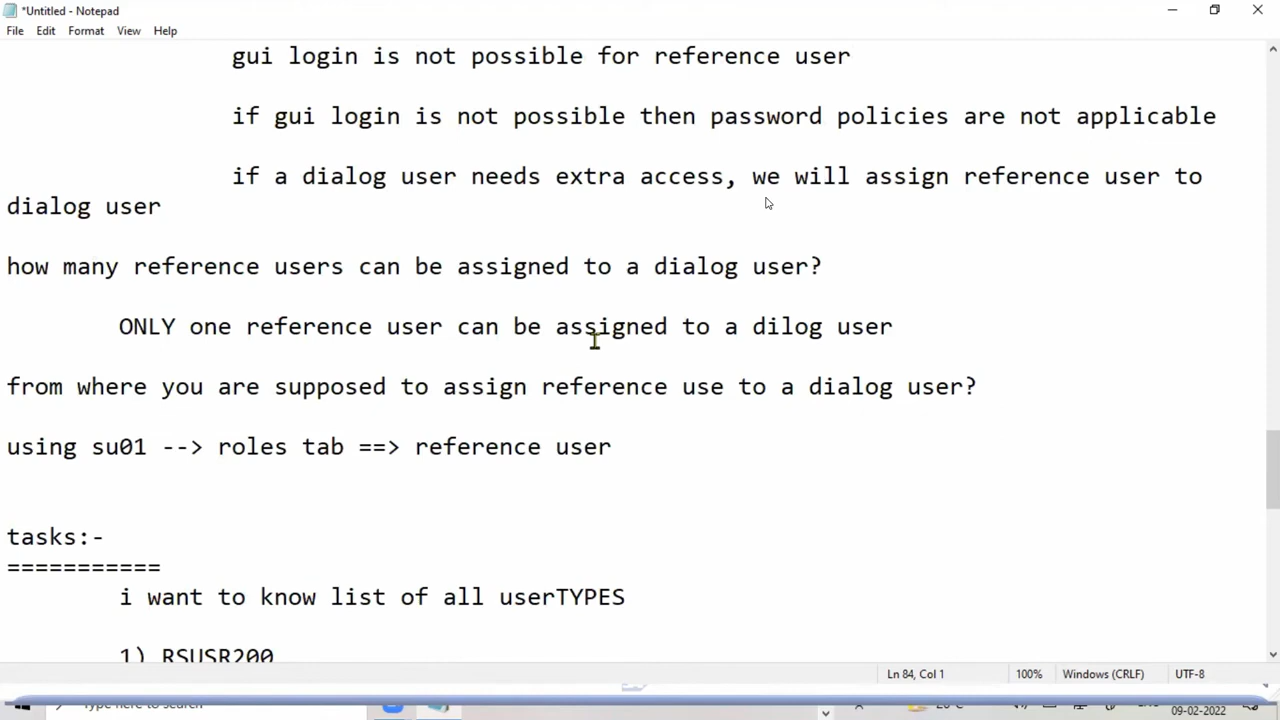 *Untitled - Notepad
File Edit Format View Help
gui login is not possible for reference user
if gui login is not possible then password policies are not applicable
if a dialog user needs extra access, we will assign reference user to
dialog user
how many reference users can be assigned to a dialog user?
ONLY one reference user can be assigned to a dilog user
from where you are supposed to assign reference use to a dialog user?
using su01 --> roles tab ==> reference user
tasks:-
===========
i want to know list of all userTYPES
1) RSUSR200
Ln 84, Col 1 100% Windows (CRLF) UTF-8
Type here to search
09-02-2022